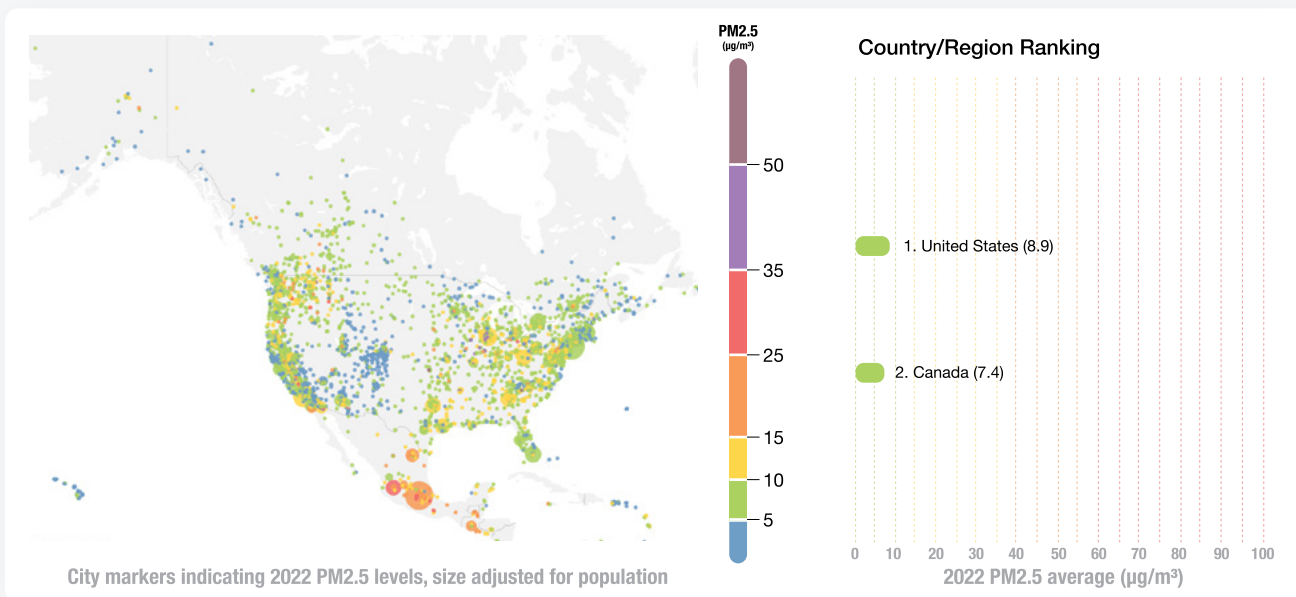 PM2.5
(µg/m³)
50
35
25
15
10
5
City markers indicating 2022 PM2.5 levels, size adjusted for population
Country/Region Ranking
1. United States (8.9)
2. Canada (7.4)
0 10 20 30 40 50 60 70 80 90 100
2022 PM2.5 average (µg/m³)